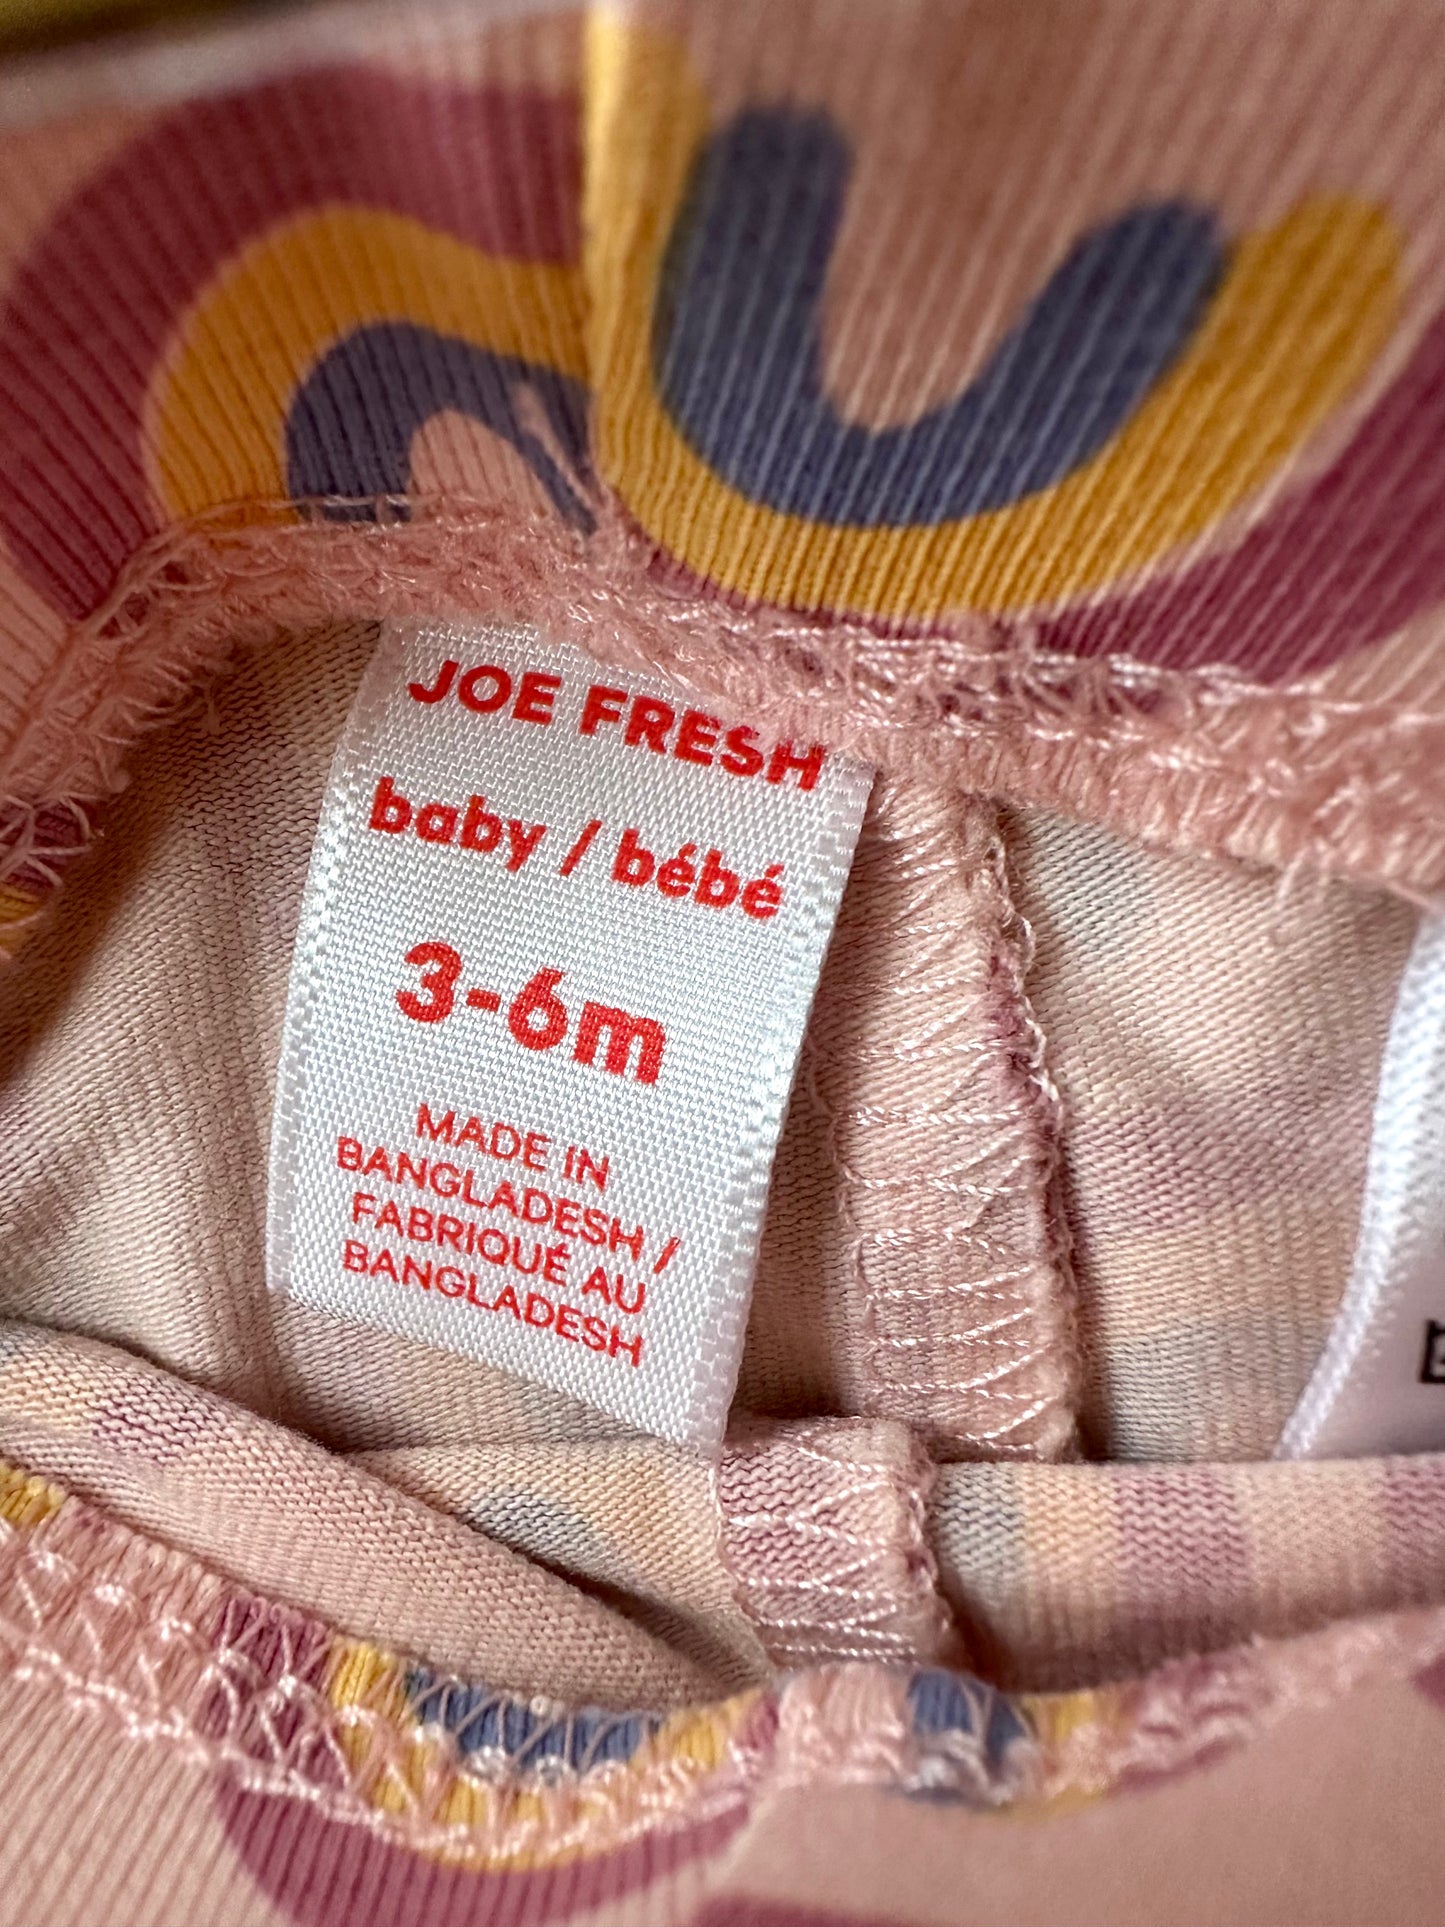 JOE FRESH
baby / bébé
3-6m
MADE IN
BANGLADESH /
FABRIQUÉ AU
BANGLADESH